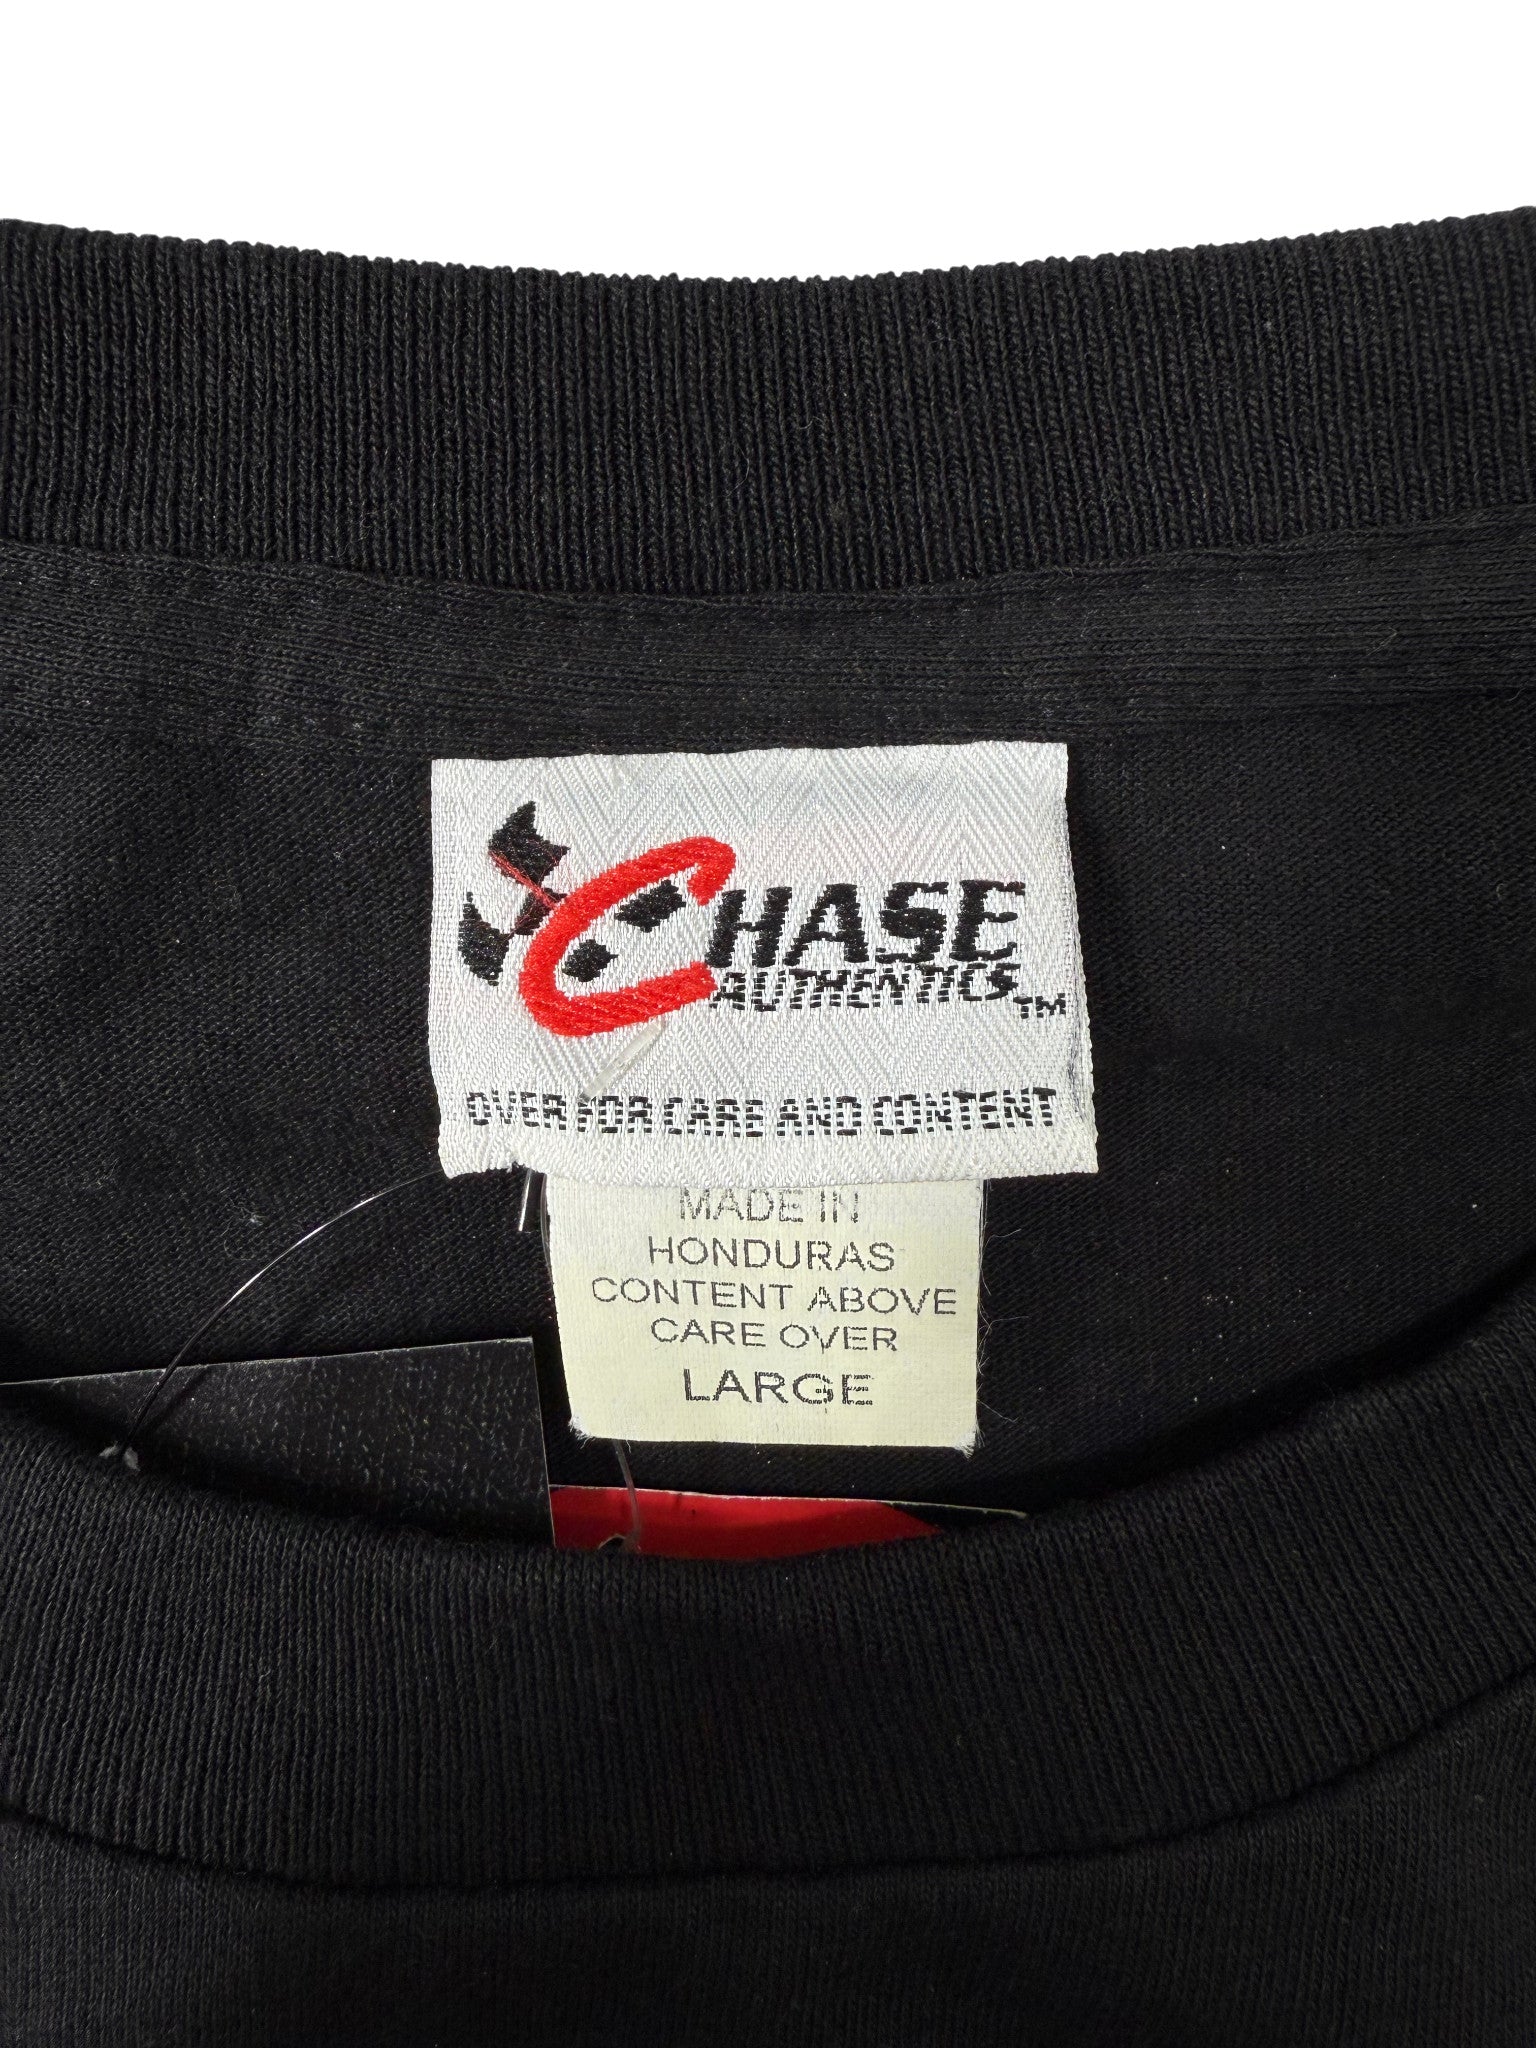 CHASE
AUTHENTICS TM
OVER FOR CARE AND CONTENT
MADE IN
HONDURAS
CONTENT ABOVE
CARE OVER
LARGE